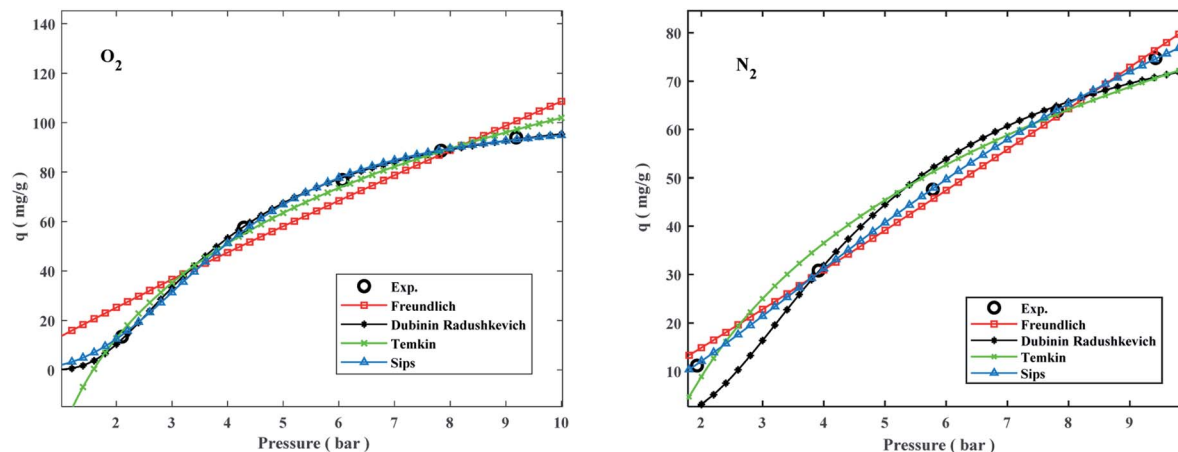 140
120
100
80
60
40
20
0
q ( mg/g )
O2
Exp.
Freundlich
Dubinin Radushkevich
Temkin
Sips
2 3 4 5 6 7 8 9 10
Pressure ( bar )
80
70
60
50
40
30
20
10
q ( mg/g )
N2
Exp.
Freundlich
Dubinin Radushkevich
Temkin
Sips
2 3 4 5 6 7 8 9
Pressure ( bar )